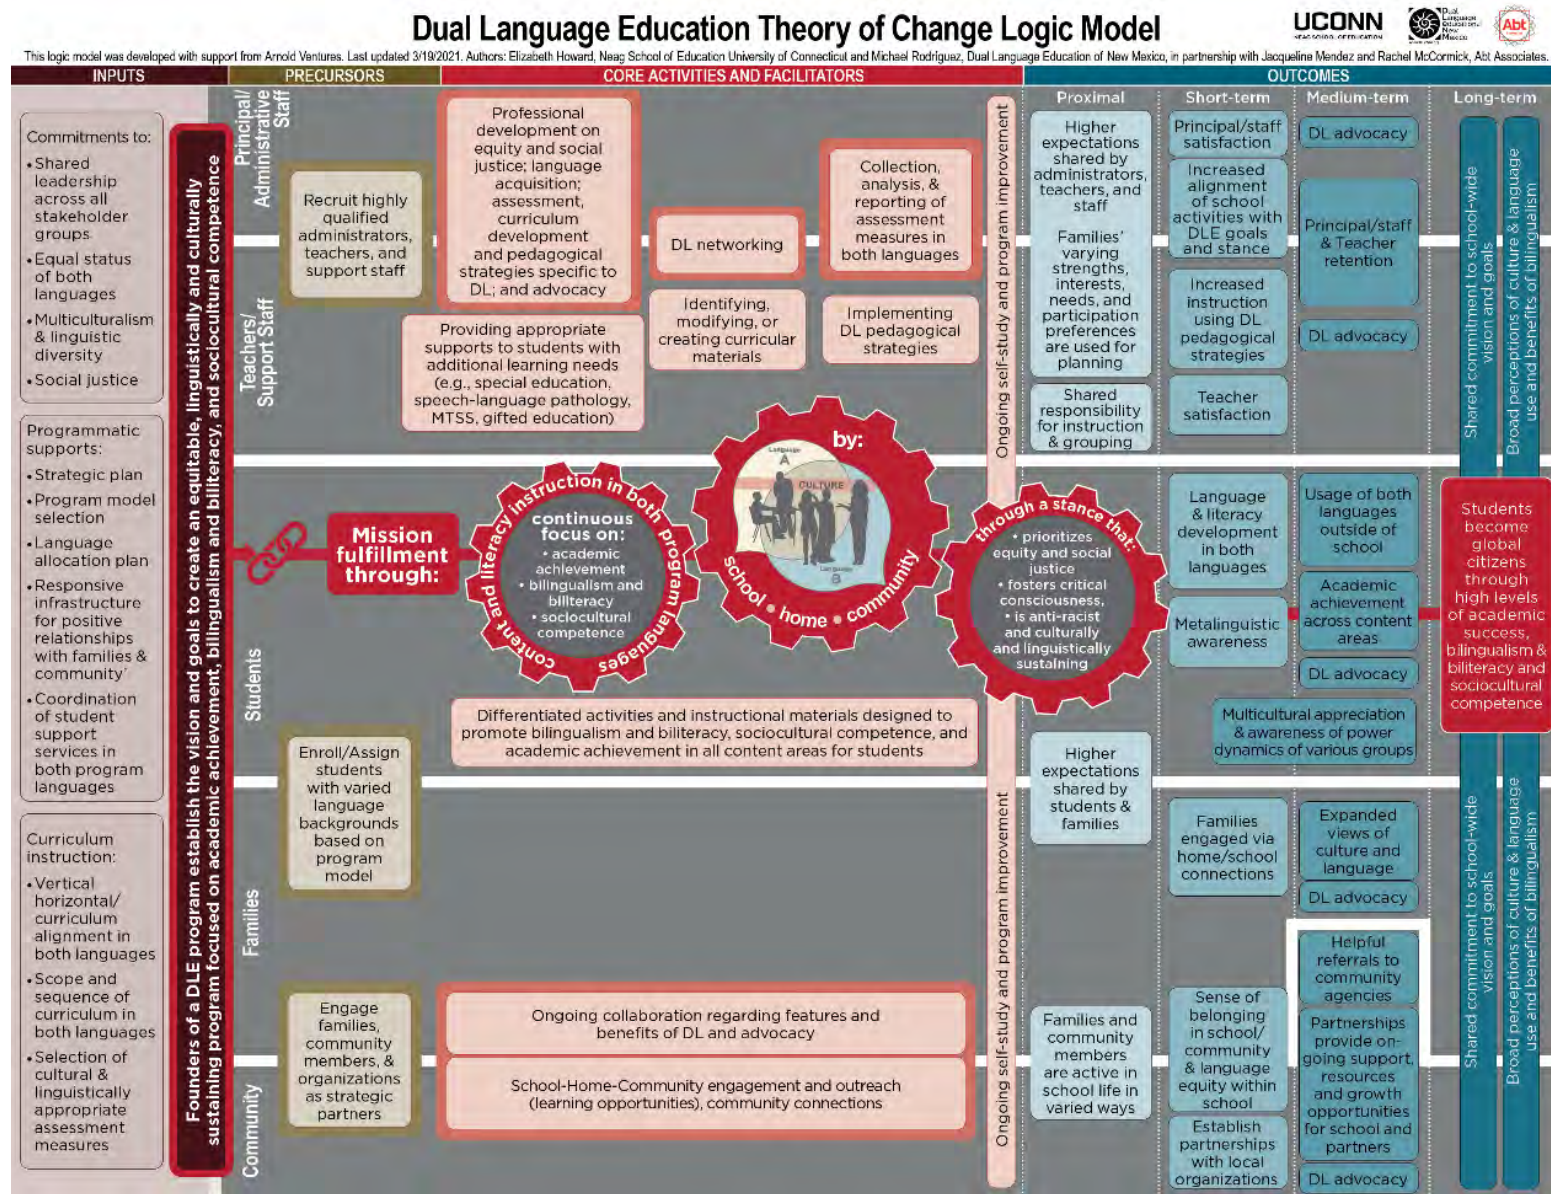 Dual Language Education Theory of Change Logic Model
UCONN
NEAG SCHOOL OF EDUCATION
Dual
Language
Education
New
Mexico
Abt
This logic model was developed with support from Arnold Ventures. Last updated 3/19/2021. Authors: Elizabeth Howard, Neag School of Education University of Connecticut and Michael Rodriguez, Dual Language Education of New Mexico, in partnership with Jacqueline Mendez and Rachel McCormick, Abt Associates.
INPUTS
PRECURSORS
CORE ACTIVITIES AND FACILITATORS
OUTCOMES
Commitments to:
• Shared
leadership
across all
stakeholder
groups
• Equal status
of both
languages
• Multiculturalism
& linguistic
diversity
• Social justice
Programmatic
supports:
• Strategic plan
• Program model
selection
• Language
allocation plan
• Responsive
infrastructure
for positive
relationships
with families &
community
• Coordination
of student
support
services in
both program
languages
Curriculum
instruction:
• Vertical
horizontal/
curriculum
alignment in
both languages
• Scope and
sequence of
curriculum in
both languages
• Selection of
cultural &
linguistically
appropriate
assessment
measures
Founders of a DLE program establish the vision and goals to create an equitable, linguistically and culturally
sustaining program focused on academic achievement, bilingualism and biliteracy, and sociocultural competence
Principal/
Administrative
Staff
Teachers/
Support Staff
Students
Families
Community
Recruit highly
qualified
administrators,
teachers, and
support staff
Enroll/Assign
students
with varied
language
backgrounds
based on
program
model
Engage
families,
community
members, &
organizations
as strategic
partners
Professional
development on
equity and social
justice; language
acquisition;
assessment,
curriculum
development
and pedagogical
strategies specific to
DL; and advocacy
DL networking
Collection,
analysis, &
reporting of
assessment
measures in
both languages
Providing appropriate
supports to students with
additional learning needs
(e.g., special education,
speech-language pathology,
MTSS, gifted education)
Identifying,
modifying, or
creating curricular
materials
Implementing
DL pedagogical
strategies
Mission
fulfillment
through:
content and literacy instruction in both program languages
continuous
focus on:
• academic
achievement
• bilingualism and
biliteracy
• sociocultural
competence
by:
Language
A
CULTURE
Language
B
school • home • community
through a stance that:
• prioritizes
equity and social
justice
• fosters critical
consciousness,
• is anti-racist
and culturally
and linguistically
sustaining
Differentiated activities and instructional materials designed to
promote bilingualism and biliteracy, sociocultural competence, and
academic achievement in all content areas for students
Ongoing collaboration regarding features and
benefits of DL and advocacy
School-Home-Community engagement and outreach
(learning opportunities), community connections
Ongoing self-study and program improvement
Ongoing self-study and program improvement
Proximal
Higher
expectations
shared by
administrators,
teachers, and
staff
Families'
varying
strengths,
interests,
needs, and
participation
preferences
are used for
planning
Shared
responsibility
for instruction
& grouping
Higher
expectations
shared by
students &
families
Families and
community
members
are active in
school life in
varied ways
Short-term
Principal/staff
satisfaction
Increased
alignment
of school
activities with
DLE goals
and stance
Increased
instruction
using DL
pedagogical
strategies
Teacher
satisfaction
Language
& literacy
development
in both
languages
Metalinguistic
awareness
Multicultural appreciation
& awareness of power
dynamics of various groups
Families
engaged via
home/school
connections
Sense of
belonging
in school/
community
& language
equity within
school
Establish
partnerships
with local
organizations
Medium-term
DL advocacy
Principal/staff
& Teacher
retention
DL advocacy
Usage of both
languages
outside of
school
Academic
achievement
across content
areas
DL advocacy
Expanded
views of
culture and
language
DL advocacy
Helpful
referrals to
community
agencies
Partnerships
provide on-
going support,
resources
and growth
opportunities
for school and
partners
DL advocacy
Long-term
Shared commitment to school-wide
vision and goals
Broad perceptions of culture & language
use and benefits of bilingualism
Students
become
global
citizens
through
high levels
of academic
success,
bilingualism &
biliteracy and
sociocultural
competence
Shared commitment to school-wide
vision and goals
Broad perceptions of culture & language
use and benefits of bilingualism